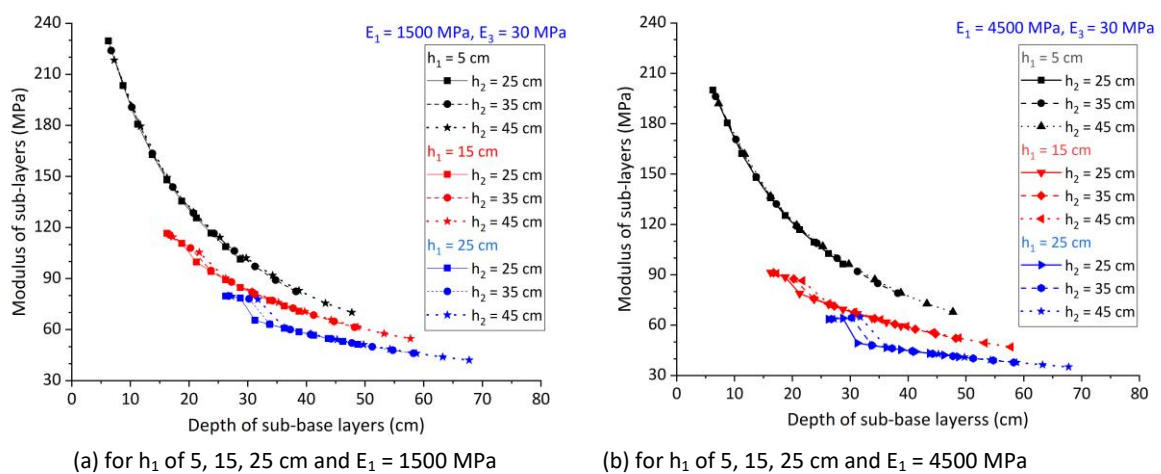 E₁ = 1500 MPa, E₃ = 30 MPa
h₁ = 5 cm
h₂ = 25 cm
h₂ = 35 cm
h₂ = 45 cm
h₁ = 15 cm
h₂ = 25 cm
h₂ = 35 cm
h₂ = 45 cm
h₁ = 25 cm
h₂ = 25 cm
h₂ = 35 cm
h₂ = 45 cm
Modulus of sub-layers (MPa)
240
210
180
150
120
90
60
30
0 10 20 30 40 50 60 70 80
Depth of sub-base layers (cm)
(a) for h₁ of 5, 15, 25 cm and E₁ = 1500 MPa
E₁ = 4500 MPa, E₃ = 30 MPa
h₁ = 5 cm
h₂ = 25 cm
h₂ = 35 cm
h₂ = 45 cm
h₁ = 15 cm
h₂ = 25 cm
h₂ = 35 cm
h₂ = 45 cm
h₁ = 25 cm
h₂ = 25 cm
h₂ = 35 cm
h₂ = 45 cm
Modulus of sub-layers (MPa)
240
210
180
150
120
90
60
30
0 10 20 30 40 50 60 70 80
Depth of sub-base layerss (cm)
(b) for h₁ of 5, 15, 25 cm and E₁ = 4500 MPa